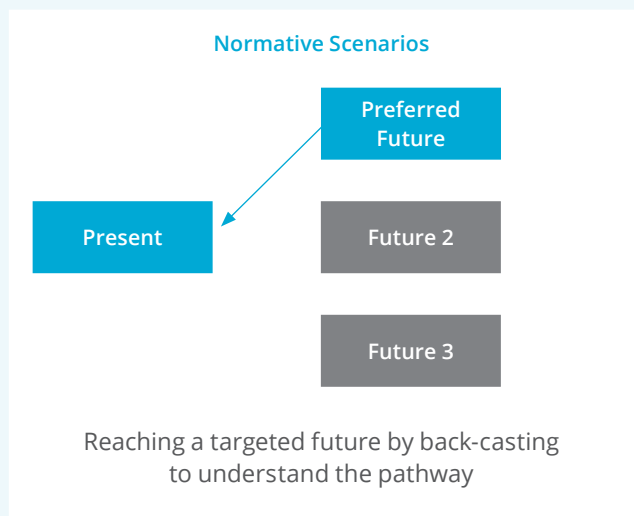 Normative Scenarios
Preferred
Future
Present
Future 2
Future 3
Reaching a targeted future by back-casting
to understand the pathway